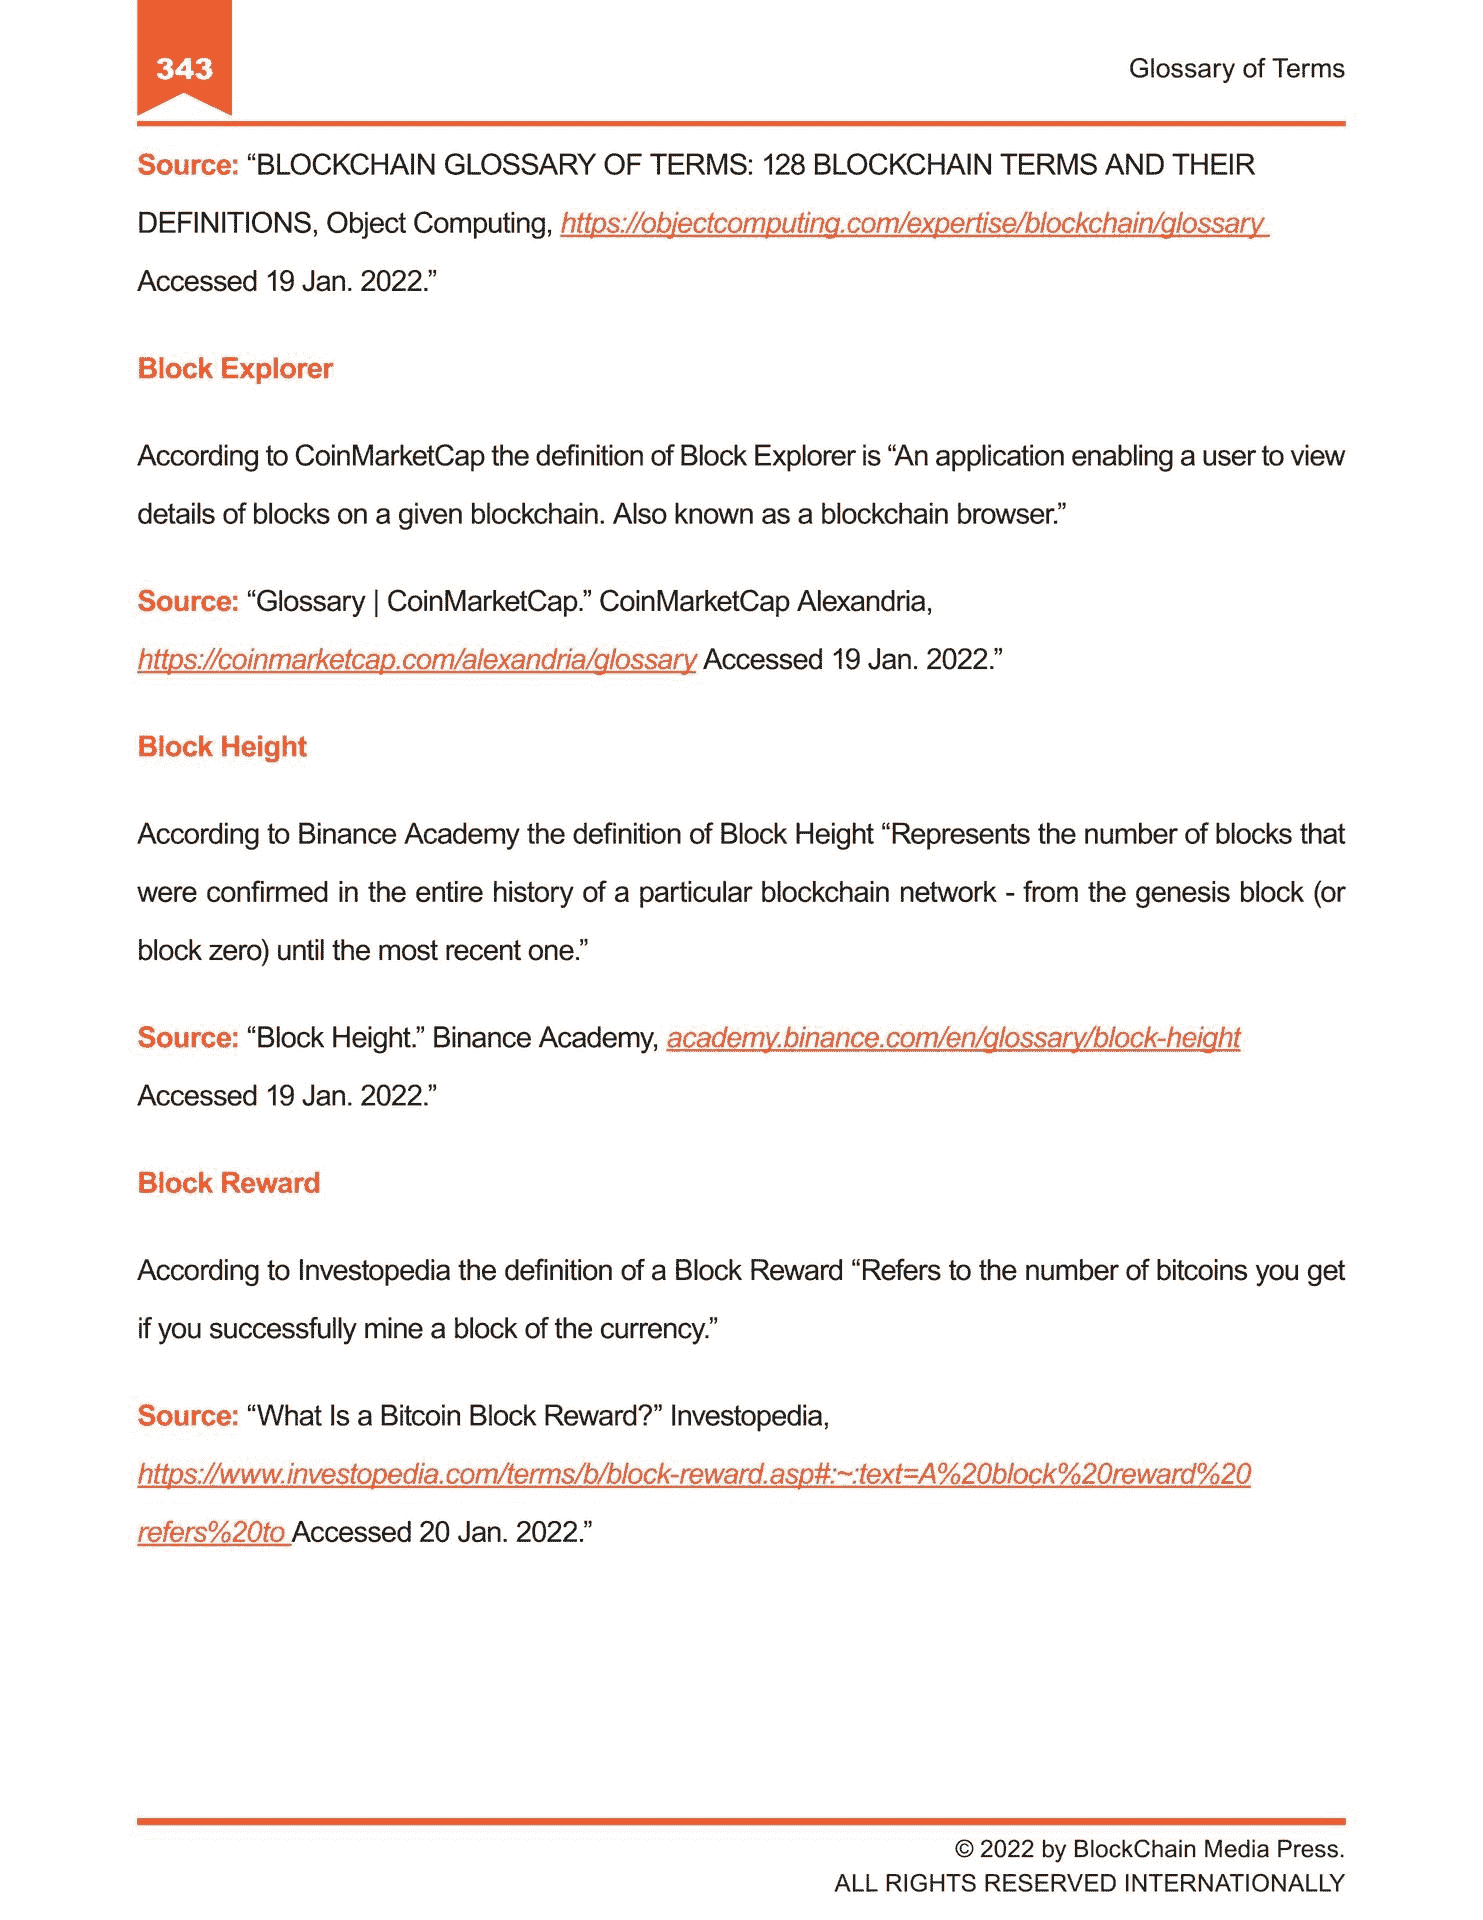 343
Glossary of Terms
Source: “BLOCKCHAIN GLOSSARY OF TERMS: 128 BLOCKCHAIN TERMS AND THEIR
DEFINITIONS, Object Computing, https://objectcomputing.com/expertise/blockchain/glossary
Accessed 19 Jan. 2022.”
Block Explorer
According to CoinMarketCap the definition of Block Explorer is “An application enabling a user to view
details of blocks on a given blockchain. Also known as a blockchain browser.”
Source: “Glossary | CoinMarketCap.” CoinMarketCap Alexandria,
https://coinmarketcap.com/alexandria/glossary Accessed 19 Jan. 2022.”
Block Height
According to Binance Academy the definition of Block Height “Represents the number of blocks that
were confirmed in the entire history of a particular blockchain network - from the genesis block (or
block zero) until the most recent one.”
Source: “Block Height.” Binance Academy, academy.binance.com/en/glossary/block-height
Accessed 19 Jan. 2022.”
Block Reward
According to Investopedia the definition of a Block Reward “Refers to the number of bitcoins you get
if you successfully mine a block of the currency.”
Source: “What Is a Bitcoin Block Reward?” Investopedia,
https://www.investopedia.com/terms/b/block-reward.asp#:~:text=A%20block%20reward%20
refers%20to Accessed 20 Jan. 2022.”
© 2022 by BlockChain Media Press.
ALL RIGHTS RESERVED INTERNATIONALLY